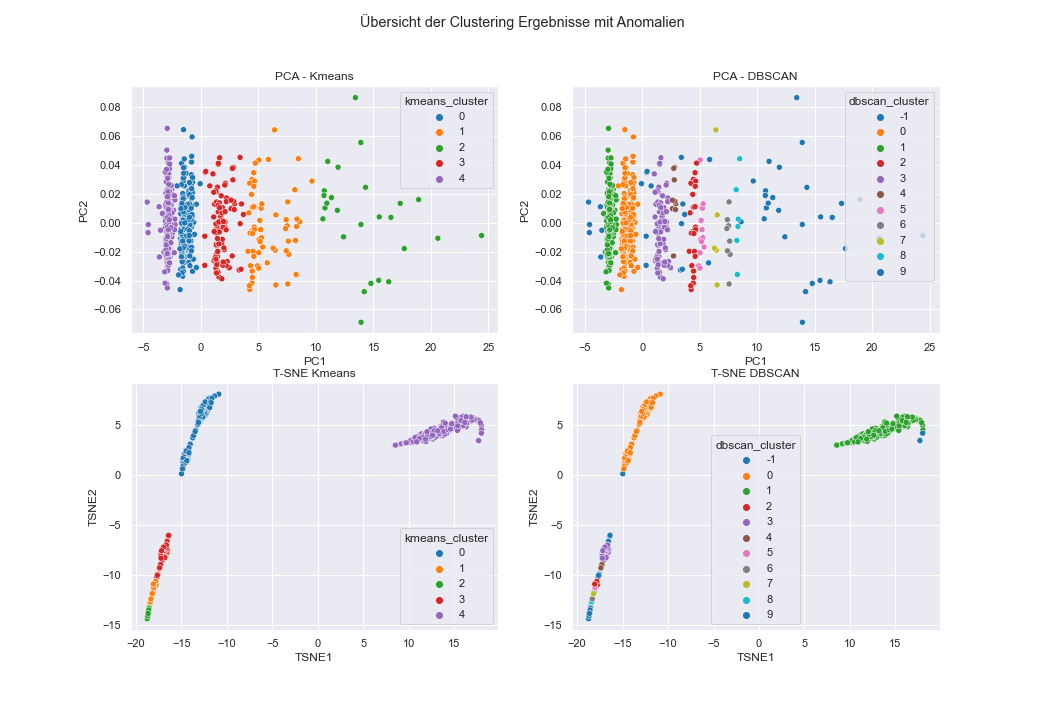 Übersicht der Clustering Ergebnisse mit Anomalien
PCA - Kmeans
PC2
0.08
0.06
0.04
0.02
0.00
−0.02
−0.04
−0.06
−5 0 5 10 15 20 25
PC1
kmeans_cluster
0
1
2
3
4
PCA - DBSCAN
PC2
0.08
0.06
0.04
0.02
0.00
−0.02
−0.04
−0.06
−5 0 5 10 15 20 25
PC1
dbscan_cluster
-1
0
1
2
3
4
5
6
7
8
9
T-SNE Kmeans
TSNE2
5
0
−5
−10
−15
−20 −15 −10 −5 0 5 10 15
TSNE1
kmeans_cluster
0
1
2
3
4
T-SNE DBSCAN
TSNE2
5
0
−5
−10
−15
−20 −15 −10 −5 0 5 10 15
TSNE1
dbscan_cluster
-1
0
1
2
3
4
5
6
7
8
9